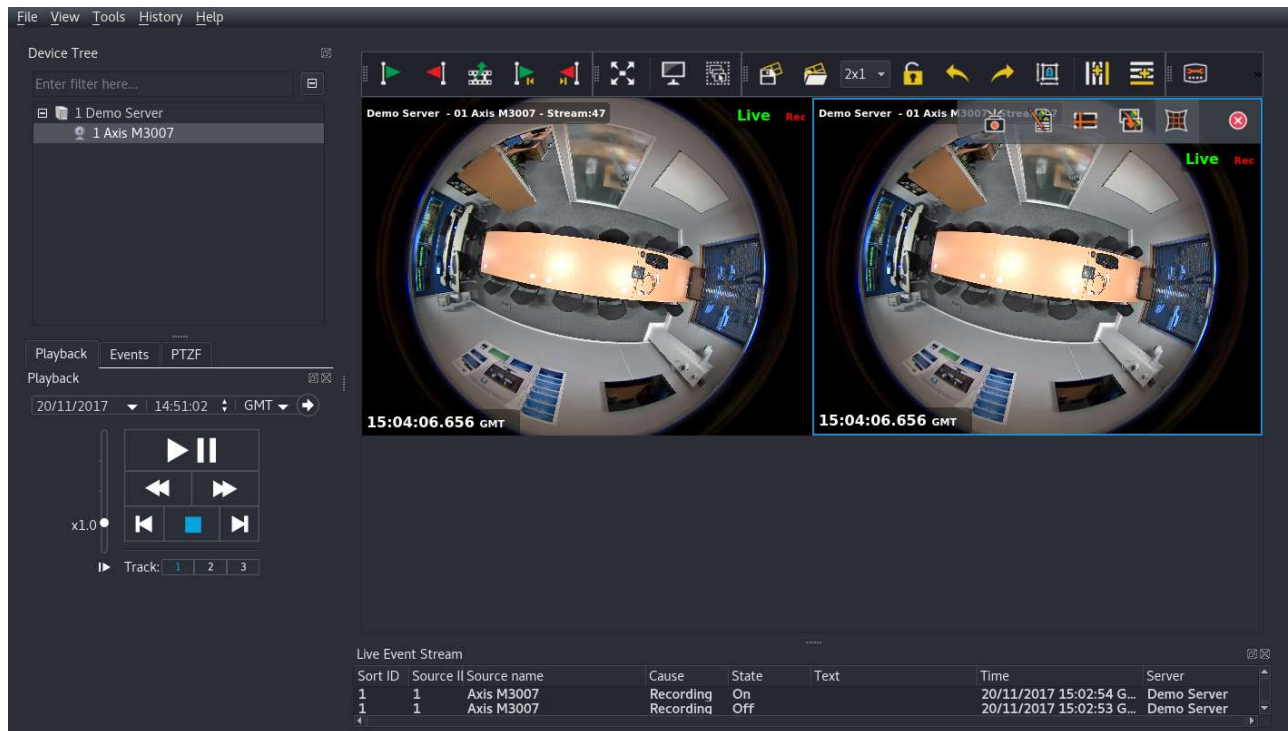 File View Tools History Help
Device Tree
Enter filter here...
1 Demo Server
1 Axis M3007
2x1
Demo Server - 01 Axis M3007 - Stream:47
Live Rec
15:04:06.656 GMT
Demo Server - 01 Axis M3007
Live Rec
15:04:06.656 GMT
Playback Events PTZF
Playback
20/11/2017 14:51:02 GMT
x1.0
Track: 1 2 3
Live Event Stream
Sort ID Source II Source name Cause State Text Time Server
1 1 Axis M3007 Recording On 20/11/2017 15:02:54 G... Demo Server
1 1 Axis M3007 Recording Off 20/11/2017 15:02:53 G... Demo Server